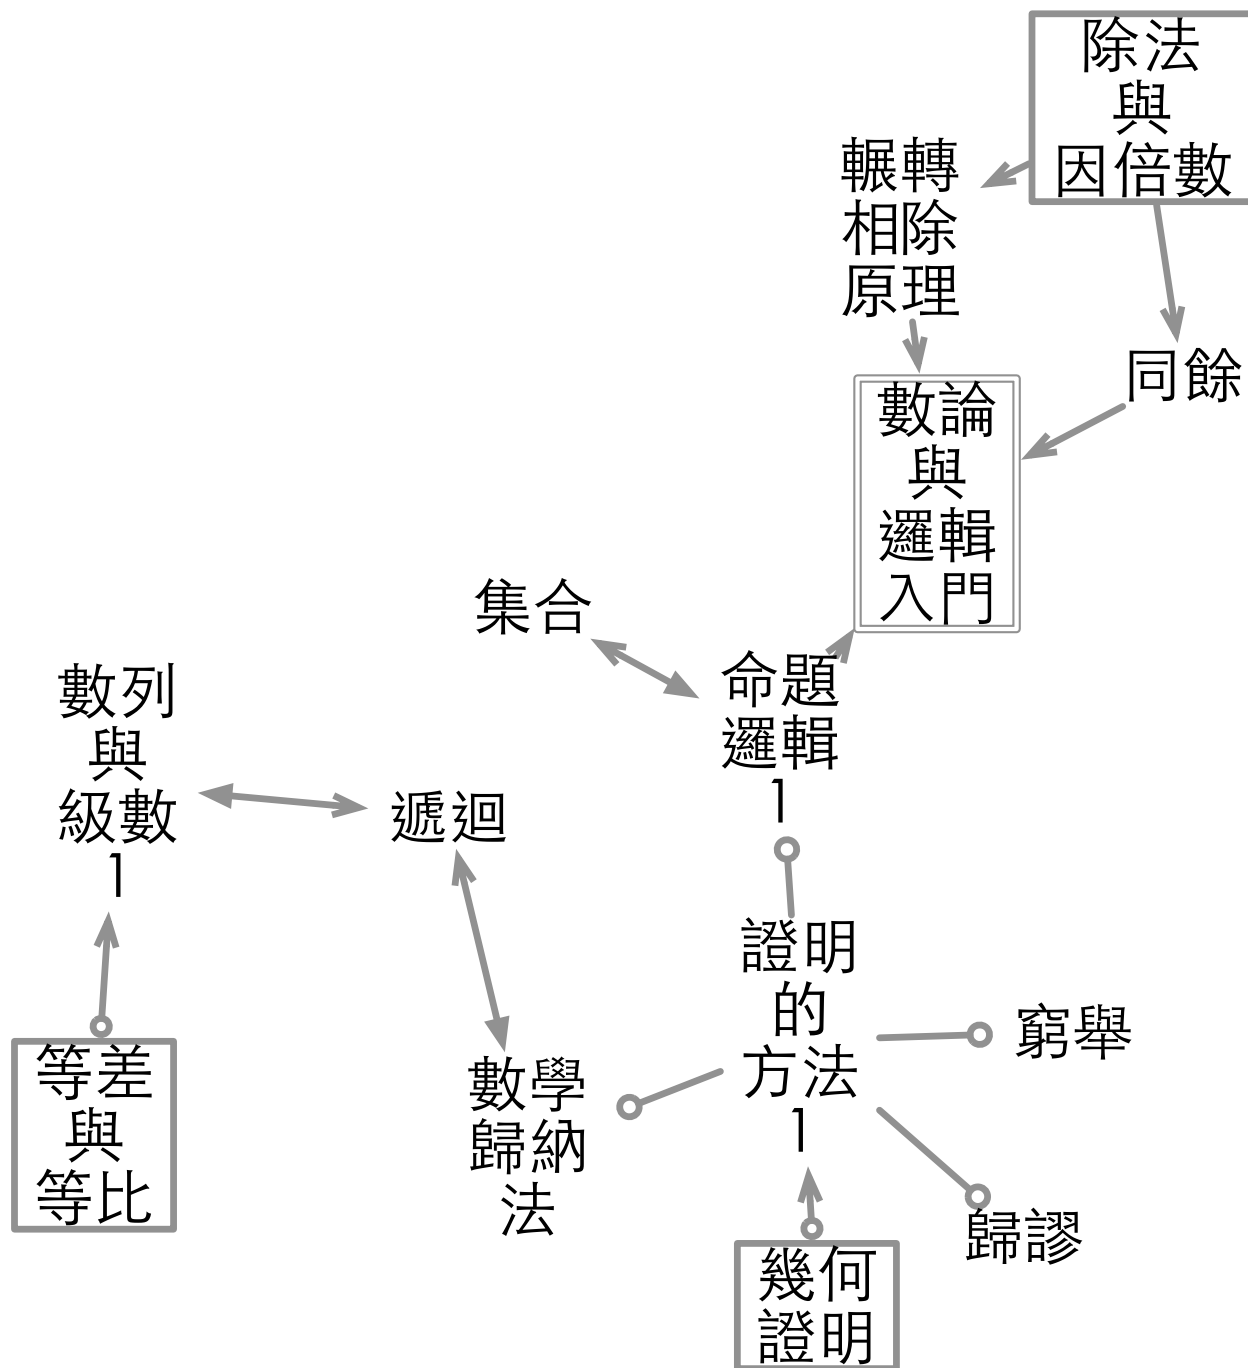 除法
與
因倍數
輾轉
相除
原理
同餘
數論
與
邏輯
入門
集合
命題
邏輯
1
數列
與
級數
1
遞迴
證明
的
方法
1
窮舉
等差
與
等比
數學
歸納
法
歸謬
幾何
證明